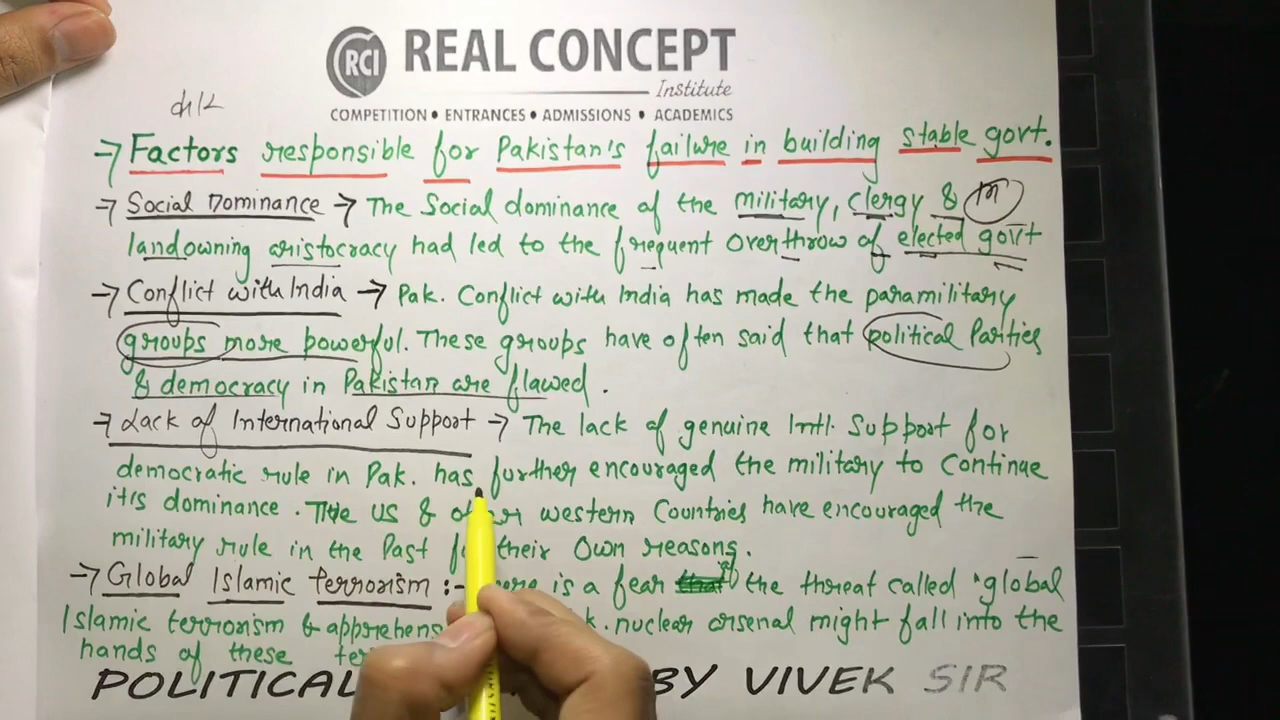 RCI REAL CONCEPT
Institute
COMPETITION • ENTRANCES • ADMISSIONS • ACADEMICS
→ Factors responsible for Pakistan's failure in building stable govt.
→ Social Dominance → The Social dominance of the military, clergy &
landowning aristocracy had led to the frequent overthrow of elected govt
→ Conflict with India → Pak. Conflict with India has made the paramilitary
groups more powerful. These groups have often said that political Parties
& democracy in Pakistan are flawed.
→ Lack of International Support → The lack of genuine Intl. Support for
democratic rule in Pak. has further encouraged the military to continue
it's dominance. The US & other western Countries have encouraged the
military rule in the Past for their Own reasons.
→ Global Islamic terrorism :- is a fear of the threat called 'global
Islamic terrorism & nuclear arsenal might fall into the
hands of these
POLITICAL BY VIVEK SIR